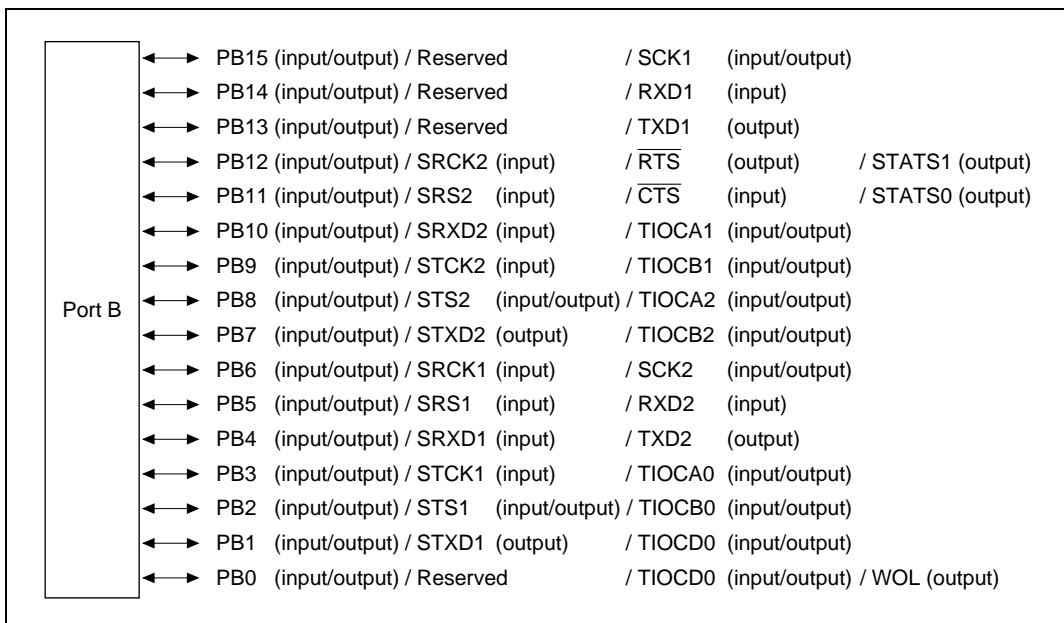 Port B
PB15 (input/output) / Reserved / SCK1 (input/output)
PB14 (input/output) / Reserved / RXD1 (input)
PB13 (input/output) / Reserved / TXD1 (output)
PB12 (input/output) / SRCK2 (input) / R̅T̅S̅ (output) / STATS1 (output)
PB11 (input/output) / SRS2 (input) / C̅T̅S̅ (input) / STATS0 (output)
PB10 (input/output) / SRXD2 (input) / TIOCA1 (input/output)
PB9 (input/output) / STCK2 (input) / TIOCB1 (input/output)
PB8 (input/output) / STS2 (input/output) / TIOCA2 (input/output)
PB7 (input/output) / STXD2 (output) / TIOCB2 (input/output)
PB6 (input/output) / SRCK1 (input) / SCK2 (input/output)
PB5 (input/output) / SRS1 (input) / RXD2 (input)
PB4 (input/output) / SRXD1 (input) / TXD2 (output)
PB3 (input/output) / STCK1 (input) / TIOCA0 (input/output)
PB2 (input/output) / STS1 (input/output) / TIOCB0 (input/output)
PB1 (input/output) / STXD1 (output) / TIOCD0 (input/output)
PB0 (input/output) / Reserved / TIOCD0 (input/output) / WOL (output)